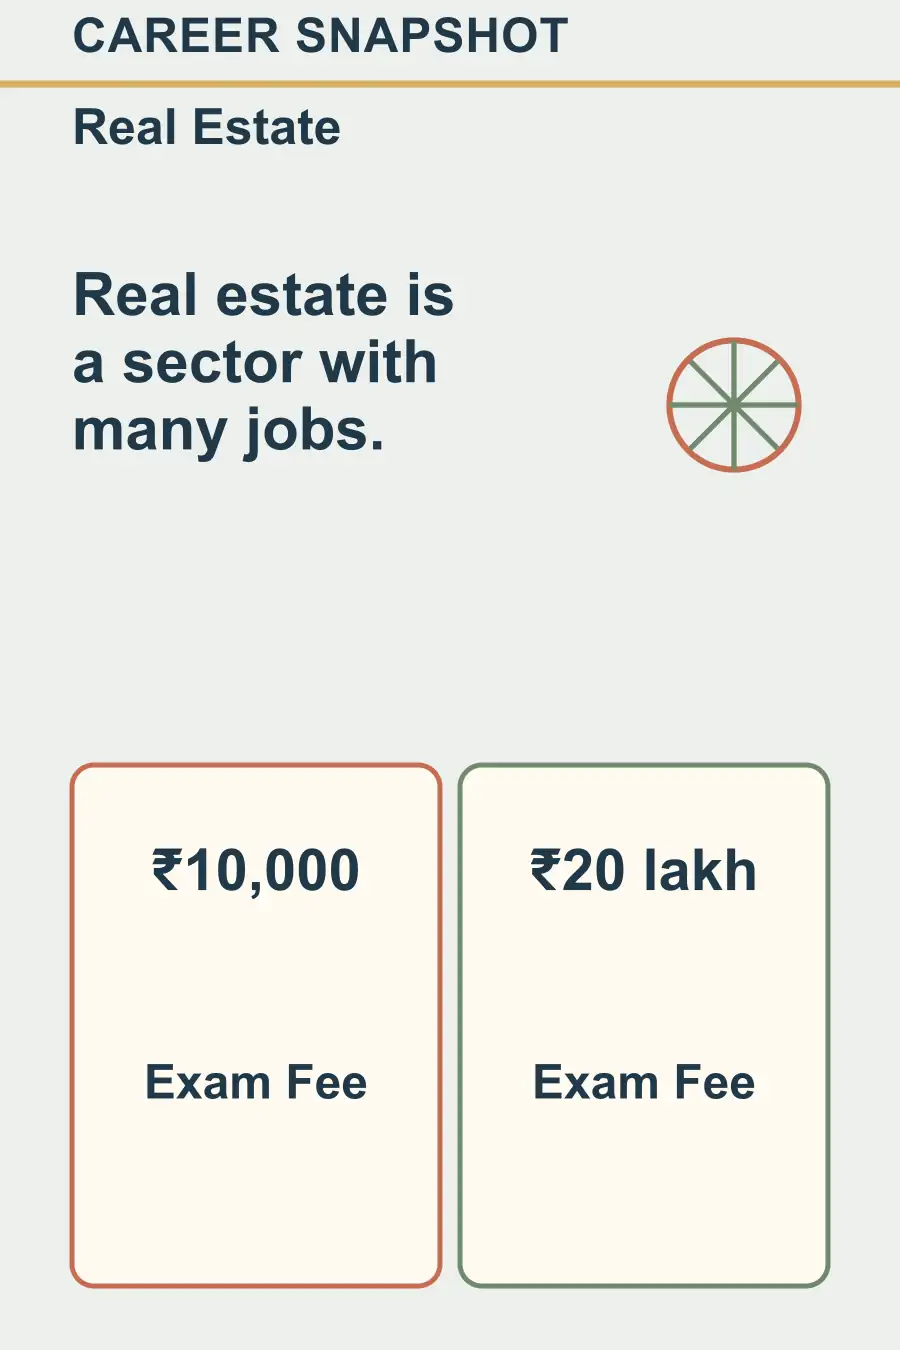 CAREER SNAPSHOT
Real Estate
Real estate is
a sector with
many jobs.
₹10,000
Exam Fee
₹20 lakh
Exam Fee